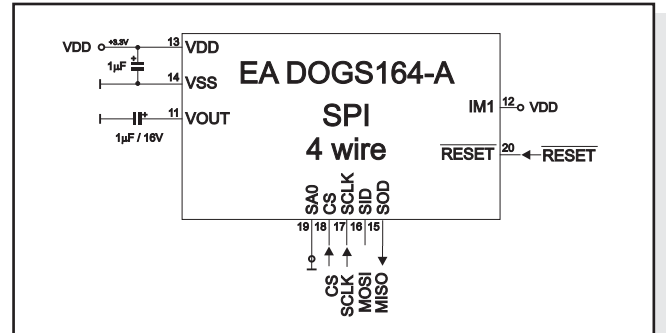 VDD +3.3V 13 VDD
1µF
14 VSS
11 VOUT
1µF / 16V
EA DOGS164-A
SPI
4 wire
IM1 12 VDD
RESET 20 RESET
SA0 CS SCLK SID SOD
19 18 17 16 15
CS SCLK MOSI MISO